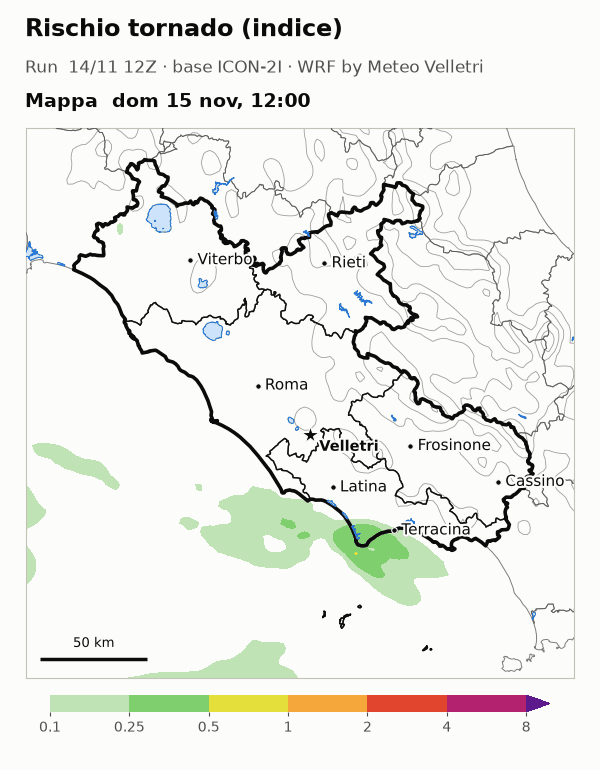 Rischio tornado (indice)
Run 14/11 12Z · base ICON-2I · WRF by Meteo Velletri
Mappa dom 15 nov, 12:00
Viterbo
Rieti
Roma
Velletri
Frosinone
Cassino
Latina
Terracina
50 km
0.1 0.25 0.5 1 2 4 8